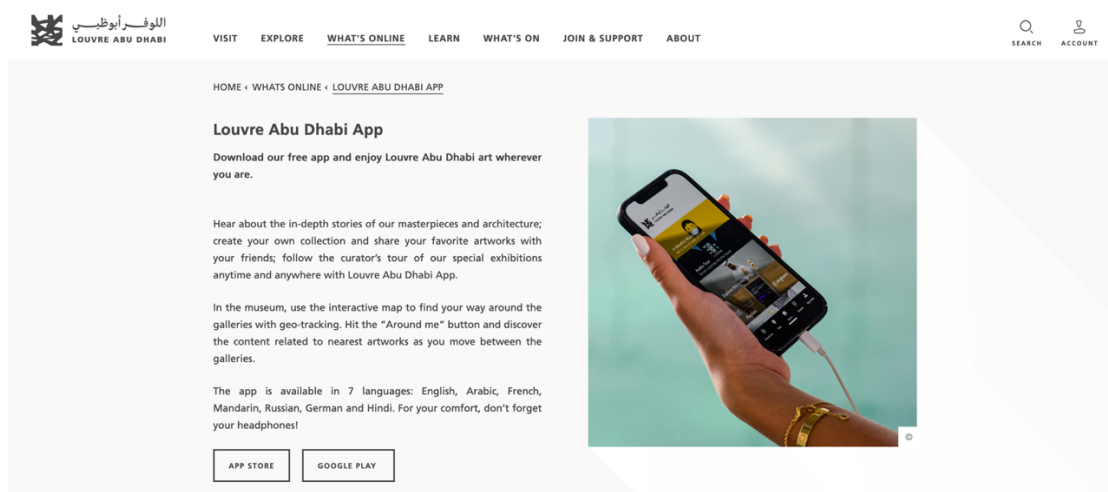 اللوفر أبوظبي
LOUVRE ABU DHABI
VISIT EXPLORE WHAT'S ONLINE LEARN WHAT'S ON JOIN & SUPPORT ABOUT
SEARCH ACCOUNT
HOME ‹ WHATS ONLINE ‹ LOUVRE ABU DHABI APP
Louvre Abu Dhabi App
Download our free app and enjoy Louvre Abu Dhabi art wherever
you are.
Hear about the in-depth stories of our masterpieces and architecture;
create your own collection and share your favorite artworks with
your friends; follow the curator's tour of our special exhibitions
anytime and anywhere with Louvre Abu Dhabi App.
In the museum, use the interactive map to find your way around the
galleries with geo-tracking. Hit the “Around me” button and discover
the content related to nearest artworks as you move between the
galleries.
The app is available in 7 languages: English, Arabic, French,
Mandarin, Russian, German and Hindi. For your comfort, don't forget
your headphones!
APP STORE GOOGLE PLAY
©